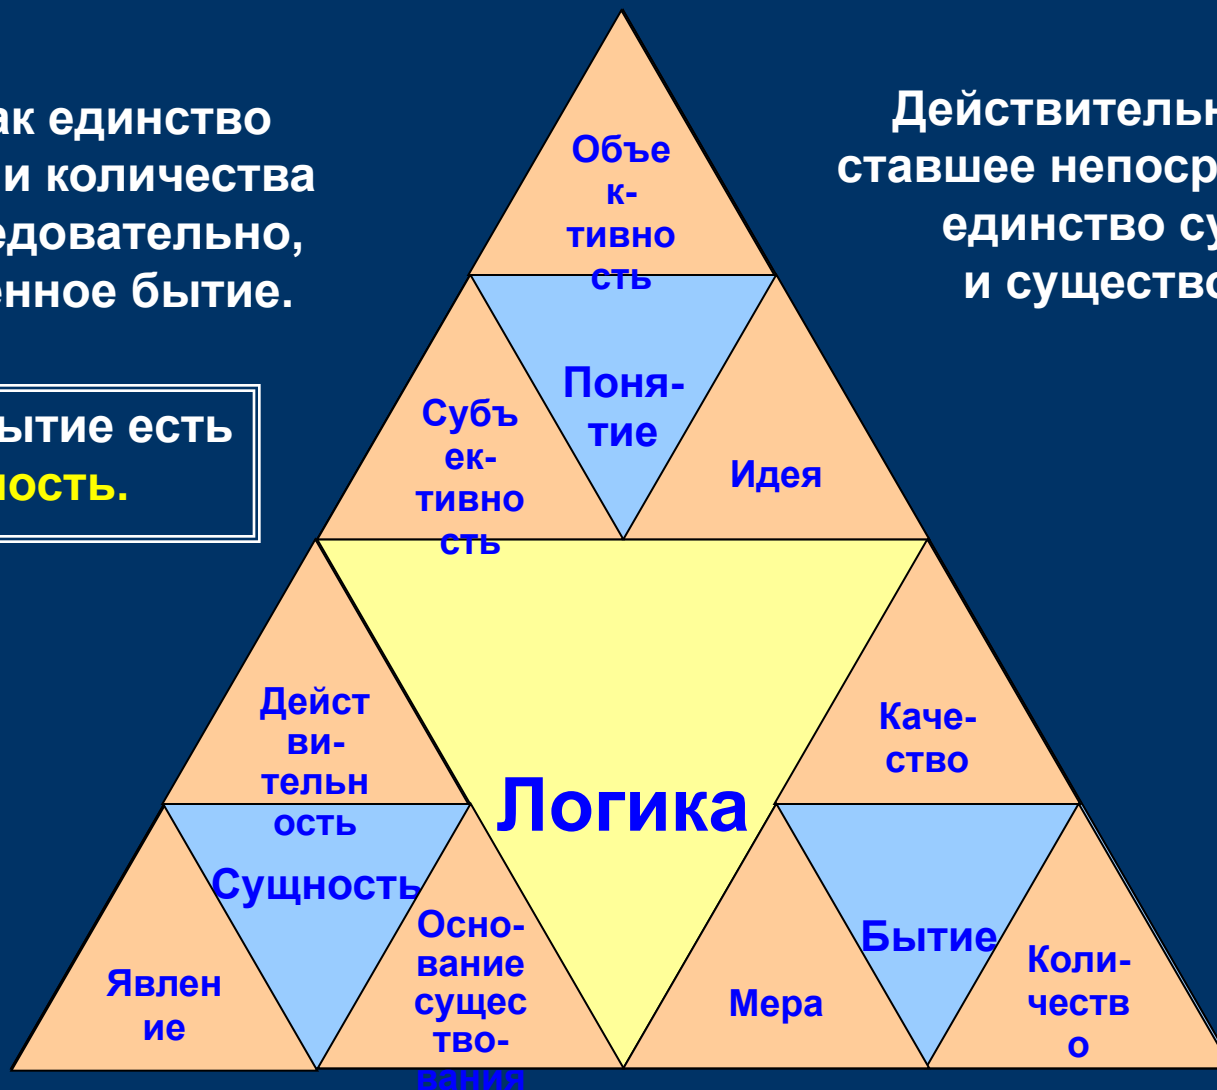 ак единство
и количества
едовательно,
енное бытие.
ытие есть
ность.
Действительн
ставшее непоср
единство су
и существо
Объе
к-
тивно
сть
Поня-
тие
Субъ
ек-
тивно
сть
Идея
Логика
Дейст
ви-
тельн
ость
Сущность
Явлен
ие
Осно-
вание
сущес
тво-
вания
Каче-
ство
Бытие
Мера
Коли-
честв
о